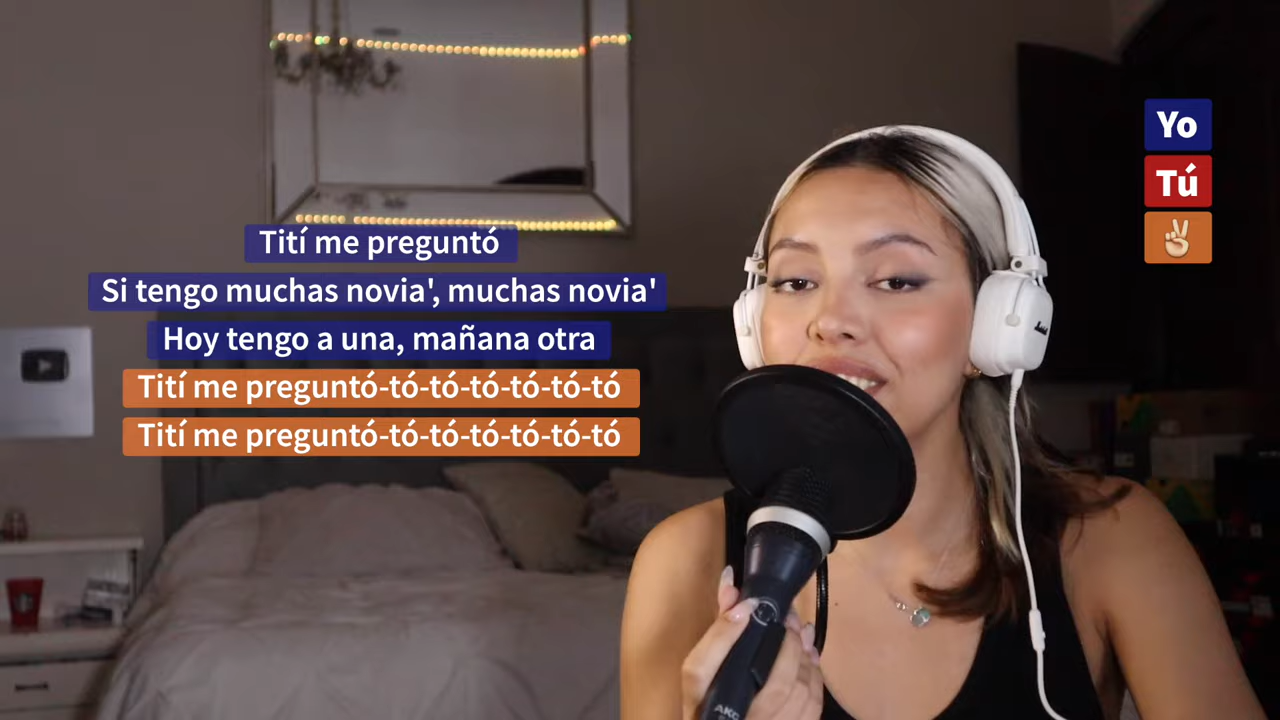 Tití me preguntó
Si tengo muchas novia', muchas novia'
Hoy tengo a una, mañana otra
Tití me preguntó-tó-tó-tó-tó-tó-tó
Tití me preguntó-tó-tó-tó-tó-tó-tó
Yo
Tú
AKG